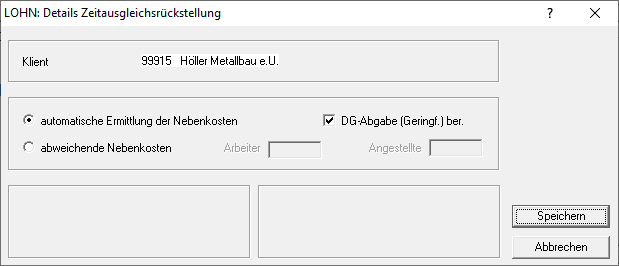 LOHN: Details Zeitausgleichsrückstellung
Klient 99915 Höller Metallbau e.U.
automatische Ermittlung der Nebenkosten DG-Abgabe (Geringf.) ber.
abweichende Nebenkosten Arbeiter Angestellte
Speichern
Abbrechen